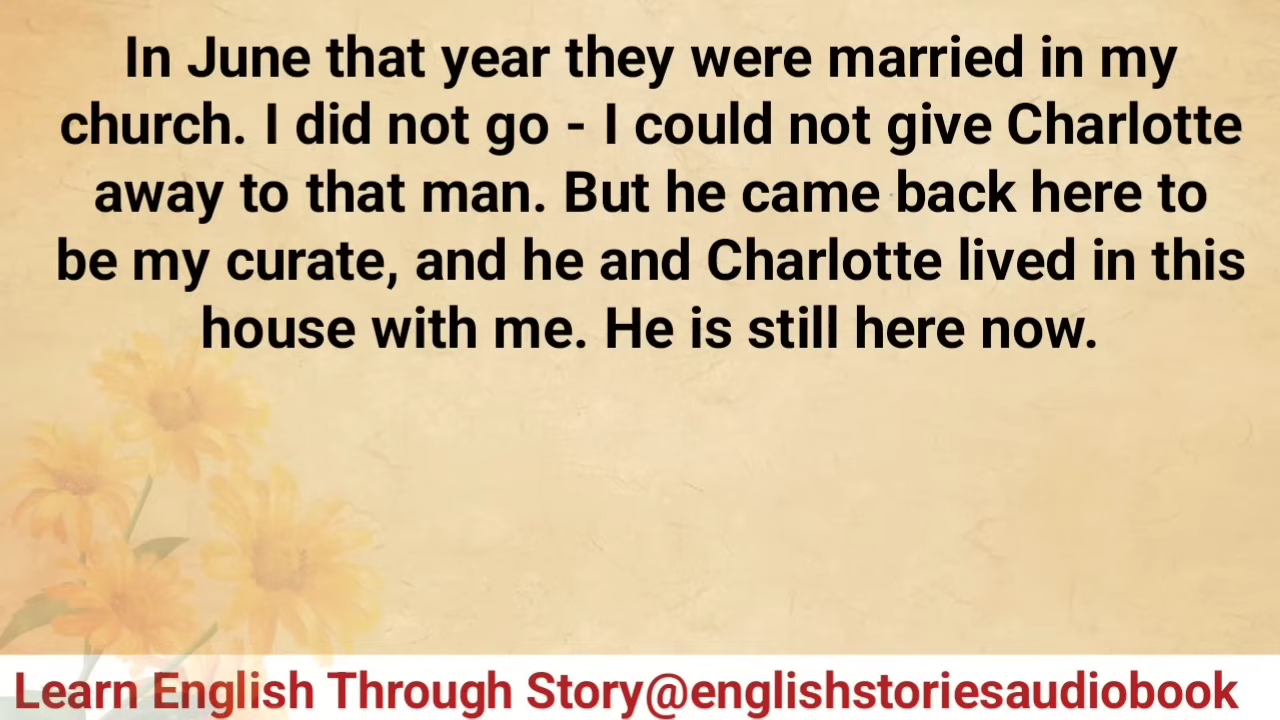 In June that year they were married in my
church. I did not go - I could not give Charlotte
away to that man. But he came back here to
be my curate, and he and Charlotte lived in this
house with me. He is still here now.
Learn English Through Story@englishstoriesaudiobook